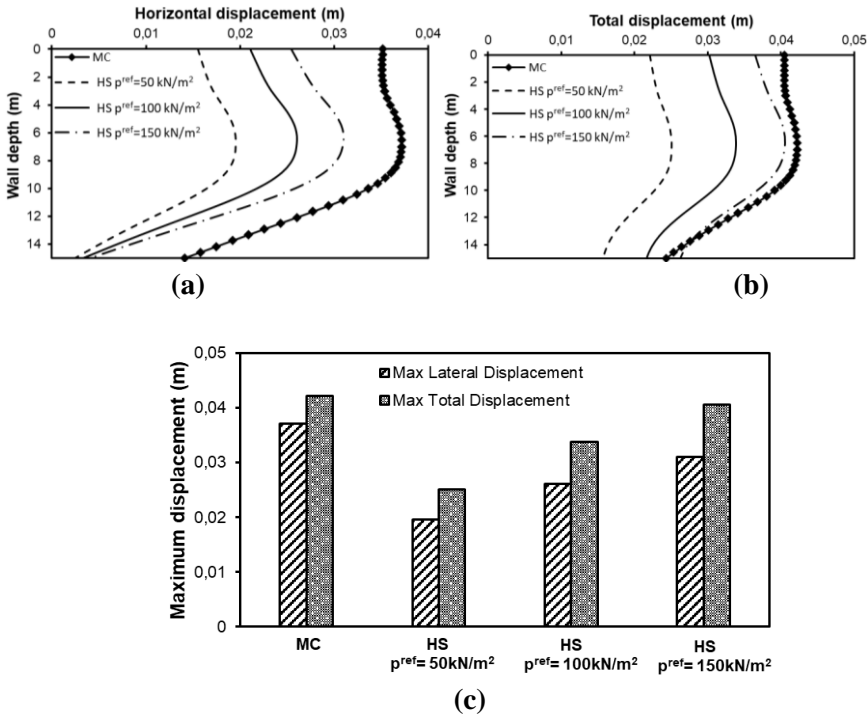 Horizontal displacement (m)
0 0,01 0,02 0,03 0,04
Wall depth (m)
0
2
4
6
8
10
12
14
MC
HS pʳᵉᶠ=50 kN/m²
HS pʳᵉᶠ=100 kN/m²
HS pʳᵉᶠ=150 kN/m²
(a)
Total displacement (m)
0 0,01 0,02 0,03 0,04 0,05
Wall depth (m)
0
2
4
6
8
10
12
14
MC
HS pʳᵉᶠ=50 kN/m²
HS pʳᵉᶠ=100 kN/m²
HS pʳᵉᶠ=150 kN/m²
(b)
Maximum displacement (m)
0,05
0,04
0,03
0,02
0,01
0
Max Lateral Displacement
Max Total Displacement
MC HS HS HS
pʳᵉᶠ= 50kN/m² pʳᵉᶠ= 100kN/m² pʳᵉᶠ= 150kN/m²
(c)